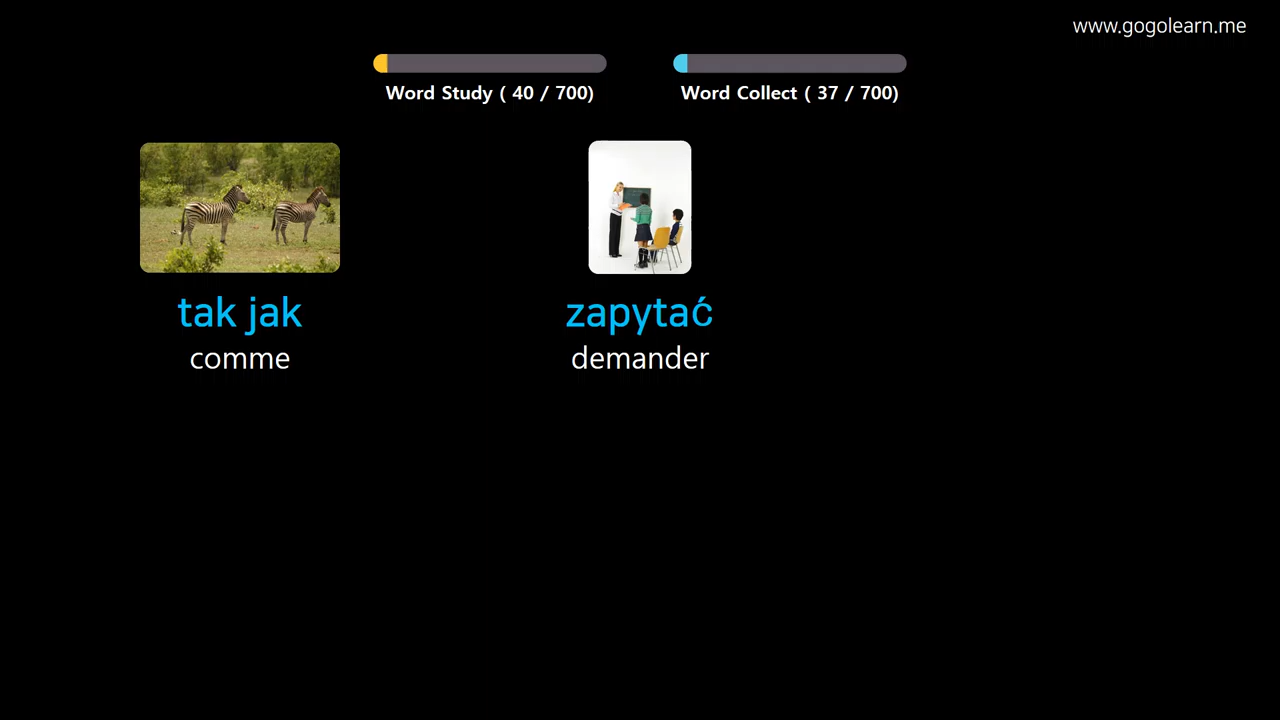 www.gogolearn.me
Word Study ( 40 / 700)
Word Collect ( 37 / 700)
tak jak
comme
zapytać
demander